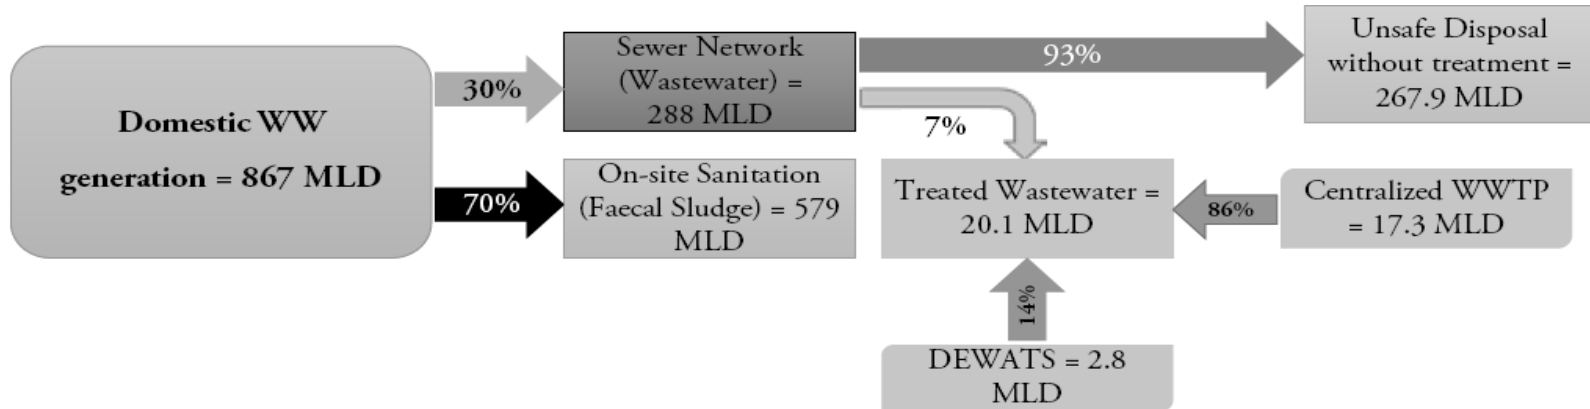 Domestic WW
generation = 867 MLD
30%
70%
Sewer Network
(Wastewater) =
288 MLD
On-site Sanitation
(Faecal Sludge) = 579
MLD
93%
7%
Unsafe Disposal
without treatment =
267.9 MLD
Treated Wastewater =
20.1 MLD
86%
Centralized WWTP
= 17.3 MLD
14%
DEWATS = 2.8
MLD